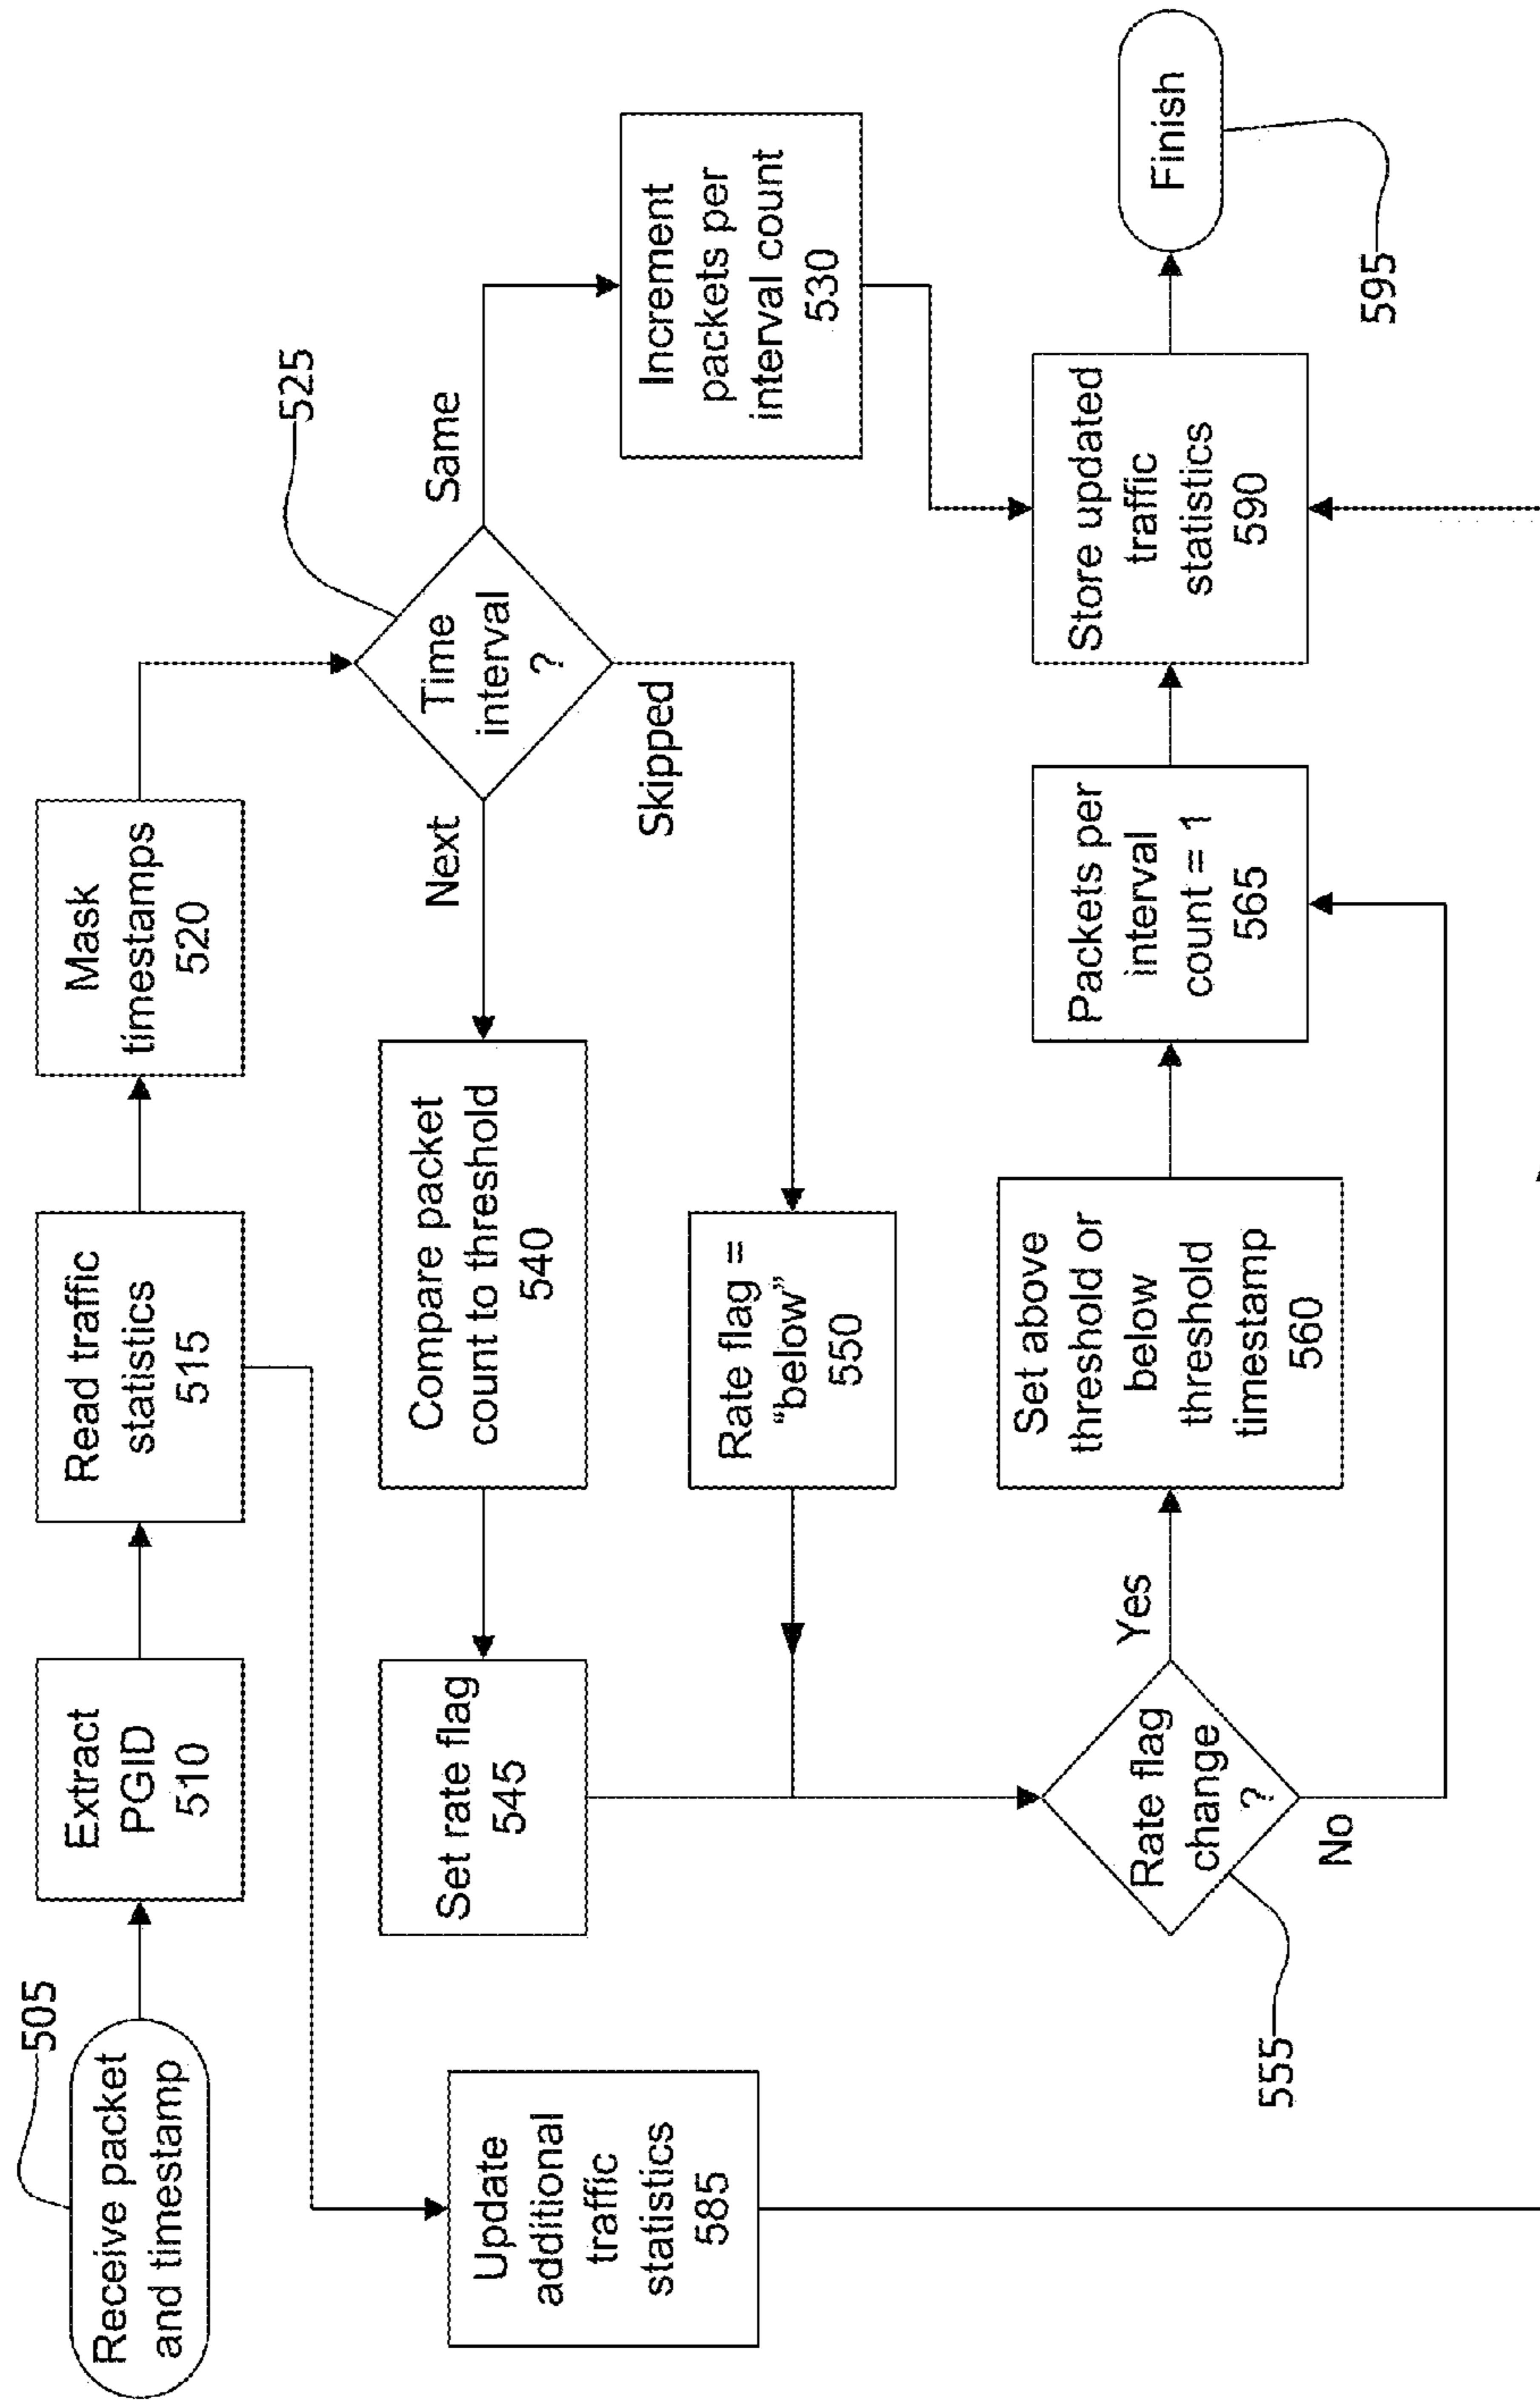 505
Receive packet
and timestamp
Extract
PGID
510
Read traffic
statistics
515
Mask
timestamps
520
525
Time
interval
?
Same
Next
Skipped
Increment
packets per
interval count
530
Compare packet
count to threshold
540
Set rate flag
545
Rate flag =
“below”
550
Update
additional
traffic
statistics
585
Rate flag
change
?
555
Yes
No
Set above
threshold or
below
threshold
timestamp
560
Packets per
interval
count = 1
565
Store updated
traffic
statistics
590
Finish
595